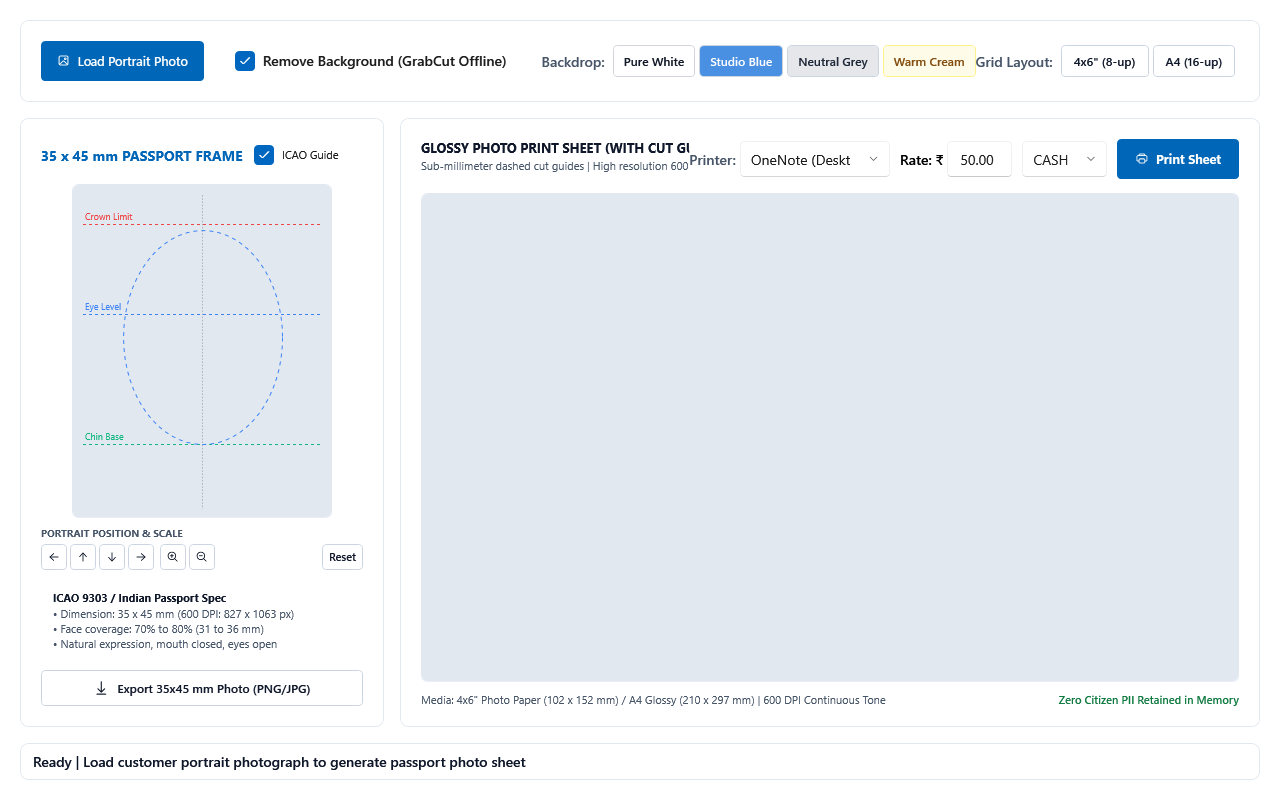 Load Portrait Photo
Remove Background (GrabCut Offline)
Backdrop:
Pure White
Studio Blue
Neutral Grey
Warm Cream
Grid Layout:
4x6" (8-up)
A4 (16-up)
35 x 45 mm PASSPORT FRAME
ICAO Guide
Crown Limit
Eye Level
Chin Base
PORTRAIT POSITION & SCALE
Reset
ICAO 9303 / Indian Passport Spec
• Dimension: 35 x 45 mm (600 DPI: 827 x 1063 px)
• Face coverage: 70% to 80% (31 to 36 mm)
• Natural expression, mouth closed, eyes open
Export 35x45 mm Photo (PNG/JPG)
GLOSSY PHOTO PRINT SHEET (WITH CUT
Sub-millimeter dashed cut guides | High resolution 600
Printer:
OneNote (Deskt
Rate: ₹
50.00
CASH
Print Sheet
Media: 4x6" Photo Paper (102 x 152 mm) / A4 Glossy (210 x 297 mm) | 600 DPI Continuous Tone
Zero Citizen PII Retained in Memory
Ready | Load customer portrait photograph to generate passport photo sheet